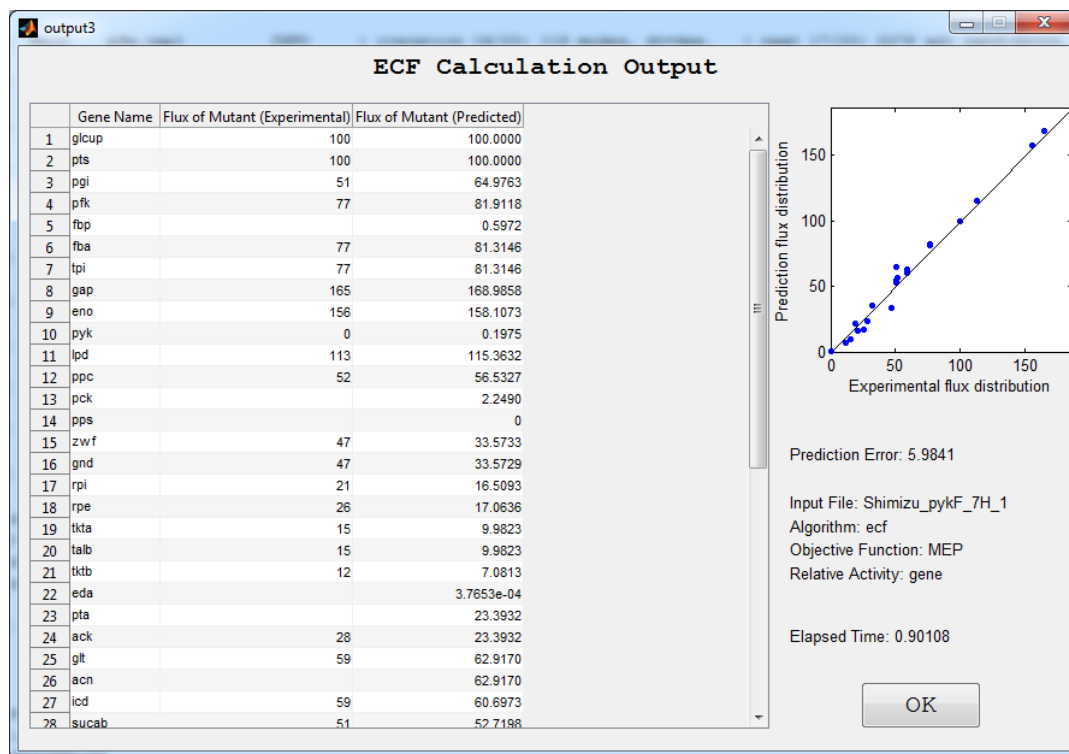 output3
ECF Calculation Output
Gene Name Flux of Mutant (Experimental) Flux of Mutant (Predicted)
1 glcup 100 100.0000
2 pts 100 100.0000
3 pgi 51 64.9763
4 pfk 77 81.9118
5 fbp 0.5972
6 fba 77 81.3146
7 tpi 77 81.3146
8 gap 165 168.9858
9 eno 156 158.1073
10 pyk 0 0.1975
11 lpd 113 115.3632
12 ppc 52 56.5327
13 pck 2.2490
14 pps 0
15 zwf 47 33.5733
16 gnd 47 33.5729
17 rpi 21 16.5093
18 rpe 26 17.0636
19 tkta 15 9.9823
20 talb 15 9.9823
21 tktb 12 7.0813
22 eda 3.7653e-04
23 pta 23.3932
24 ack 28 23.3932
25 glt 59 62.9170
26 acn 62.9170
27 icd 59 60.6973
28 sucab 51 52.7198
Prediction flux distribution
150
100
50
0
0 50 100 150
Experimental flux distribution
Prediction Error: 5.9841
Input File: Shimizu_pykF_7H_1
Algorithm: ecf
Objective Function: MEP
Relative Activity: gene
Elapsed Time: 0.90108
OK